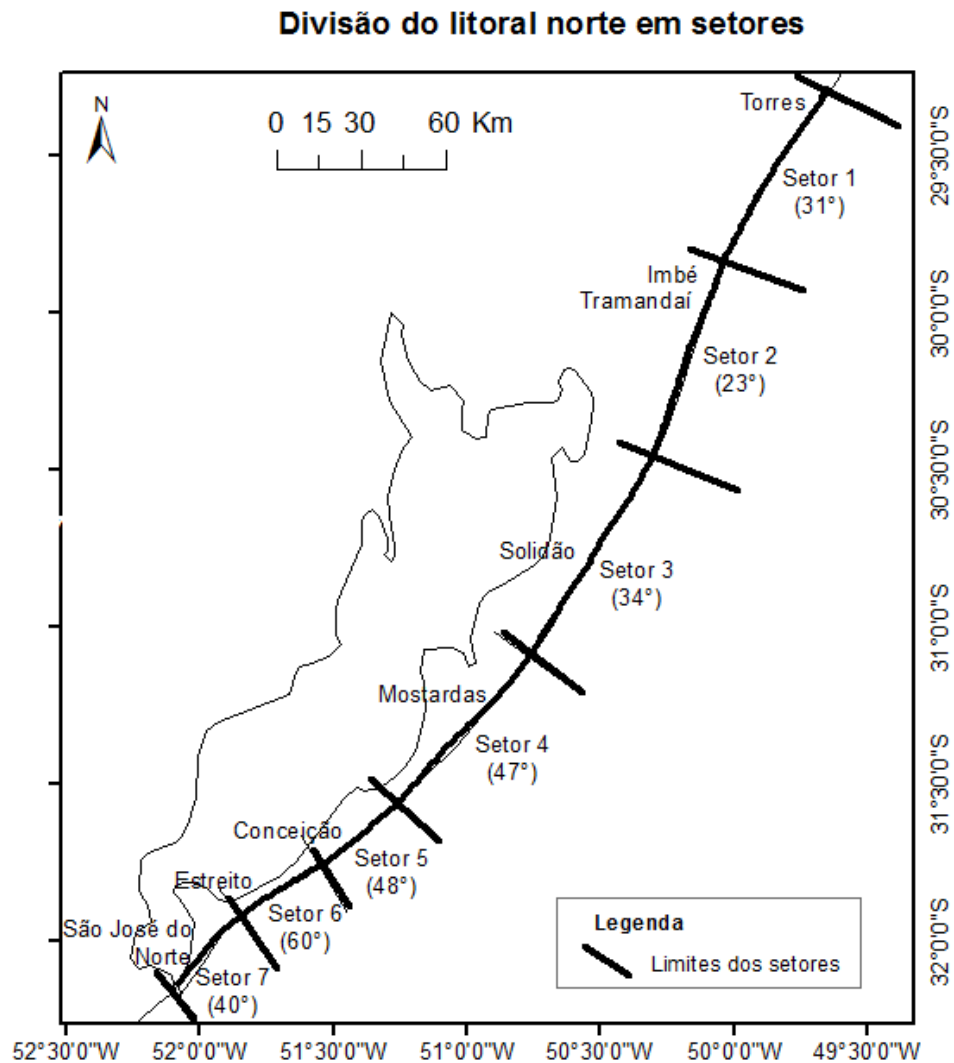 Divisão do litoral norte em setores
N
0 15 30 60 Km
Torres
Setor 1
(31°)
Imbé
Tramandaí
Setor 2
(23°)
Solidão
Setor 3
(34°)
Mostardas
Setor 4
(47°)
Conceição
Setor 5
(48°)
Estreito
Setor 6
(60°)
São José do
Norte
Setor 7
(40°)
Legenda
Limites dos setores
29°30'0"S
30°0'0"S
30°30'0"S
31°0'0"S
31°30'0"S
32°0'0"S
52°30'0"W 52°0'0"W 51°30'0"W 51°0'0"W 50°30'0"W 50°0'0"W 49°30'0"W